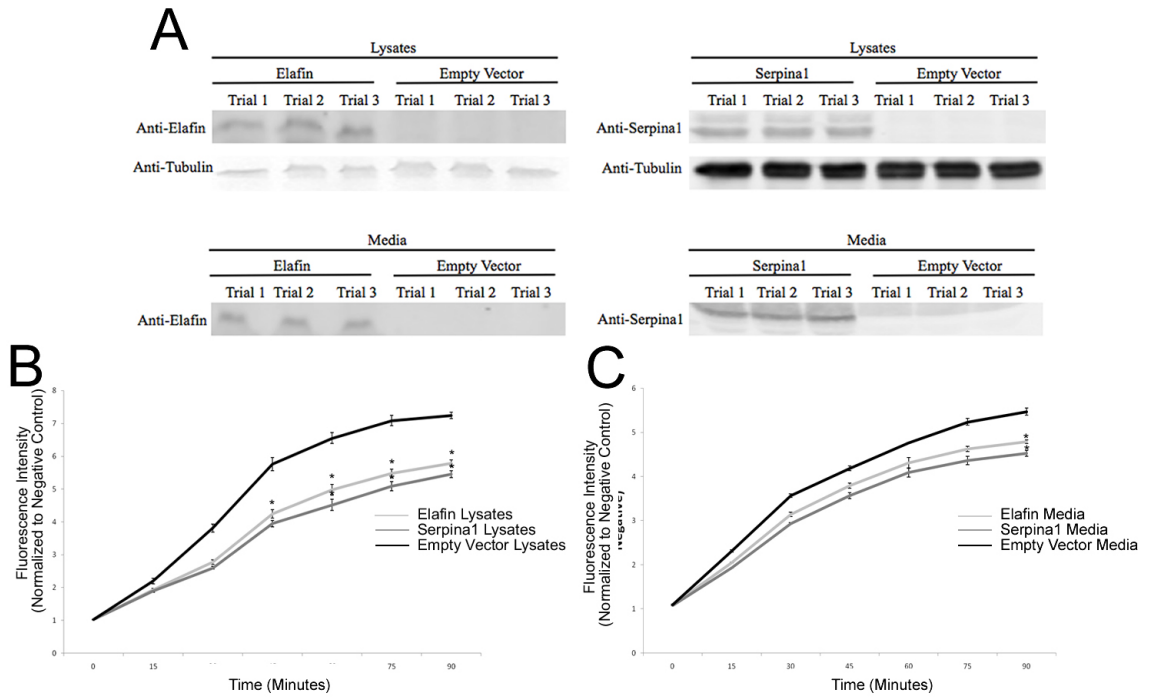 A
Lysates
Elafin Empty Vector
Trial 1 Trial 2 Trial 3 Trial 1 Trial 2 Trial 3
Anti-Elafin
Anti-Tubulin
Lysates
Serpina1 Empty Vector
Trial 1 Trial 2 Trial 3 Trial 1 Trial 2 Trial 3
Anti-Serpina1
Anti-Tubulin
Media
Elafin Empty Vector
Trial 1 Trial 2 Trial 3 Trial 1 Trial 2 Trial 3
Anti-Elafin
Media
Serpina1 Empty Vector
Trial 1 Trial 2 Trial 3 Trial 1 Trial 2 Trial 3
Anti-Serpina1
B
Fluorescence Intensity
(Normalized to Negative Control)
8
7
6
5
4
3
2
1
0
* * * *
* * *
Elafin Lysates
Serpina1 Lysates
Empty Vector Lysates
0 15 75 90
Time (Minutes)
C
Fluorescence Intensity
(Normalized to Negative Control)
6
5
4
3
2
1
0
*
*
Elafin Media
Serpina1 Media
Empty Vector Media
0 15 30 45 60 75 90
Time (Minutes)